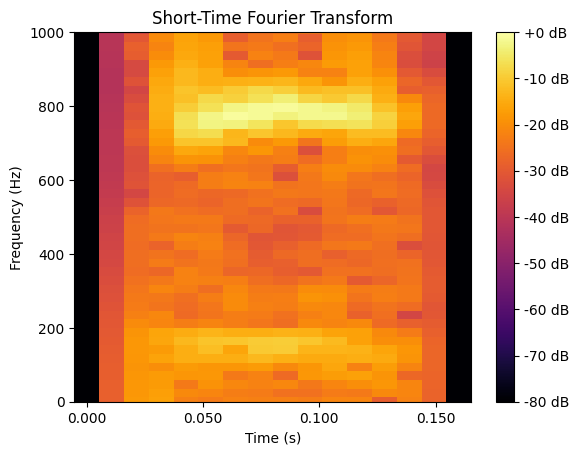 Short-Time Fourier Transform
1000
800
600
400
200
0
Frequency (Hz)
0.000 0.050 0.100 0.150
Time (s)
+0 dB
-10 dB
-20 dB
-30 dB
-40 dB
-50 dB
-60 dB
-70 dB
-80 dB